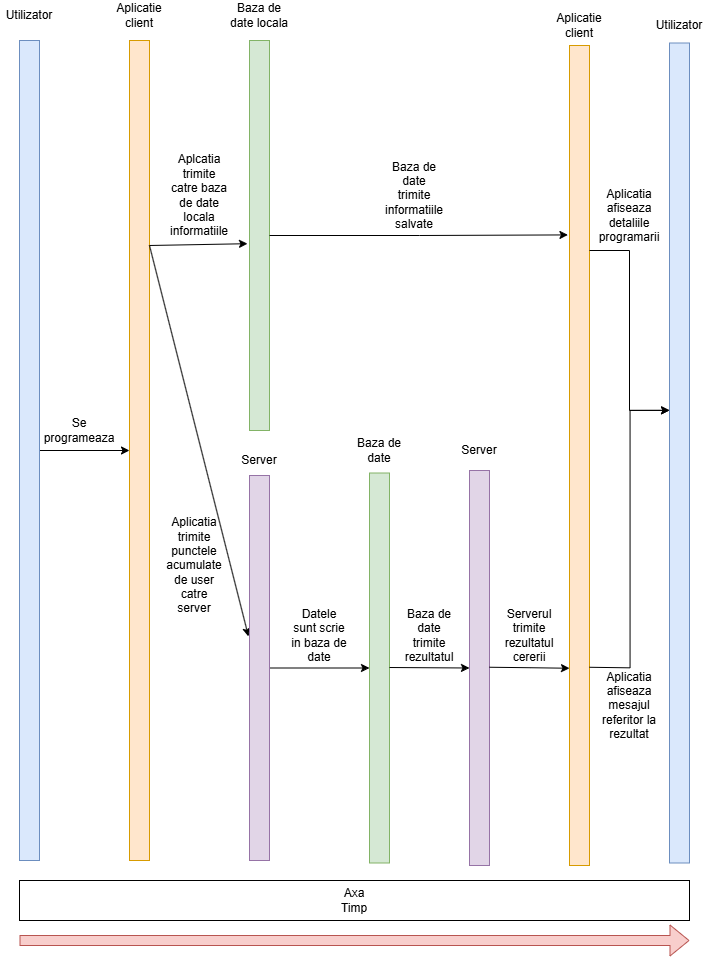 Utilizator
Aplicatie
client
Baza de
date locala
Aplicatie
client
Utilizator
Aplcatia
trimite
catre baza
de date
locala
informatiile
Baza de
date
trimite
informatiile
salvate
Aplicatia
afiseaza
detaliile
programarii
Se
programeaza
Server
Baza de
date
Server
Aplicatia
trimite
punctele
acumulate
de user
catre
server
Datele
sunt scrie
in baza de
date
Baza de
date
trimite
rezultatul
Serverul
trimite
rezultatul
cererii
Aplicatia
afiseaza
mesajul
referitor la
rezultat
Axa
Timp